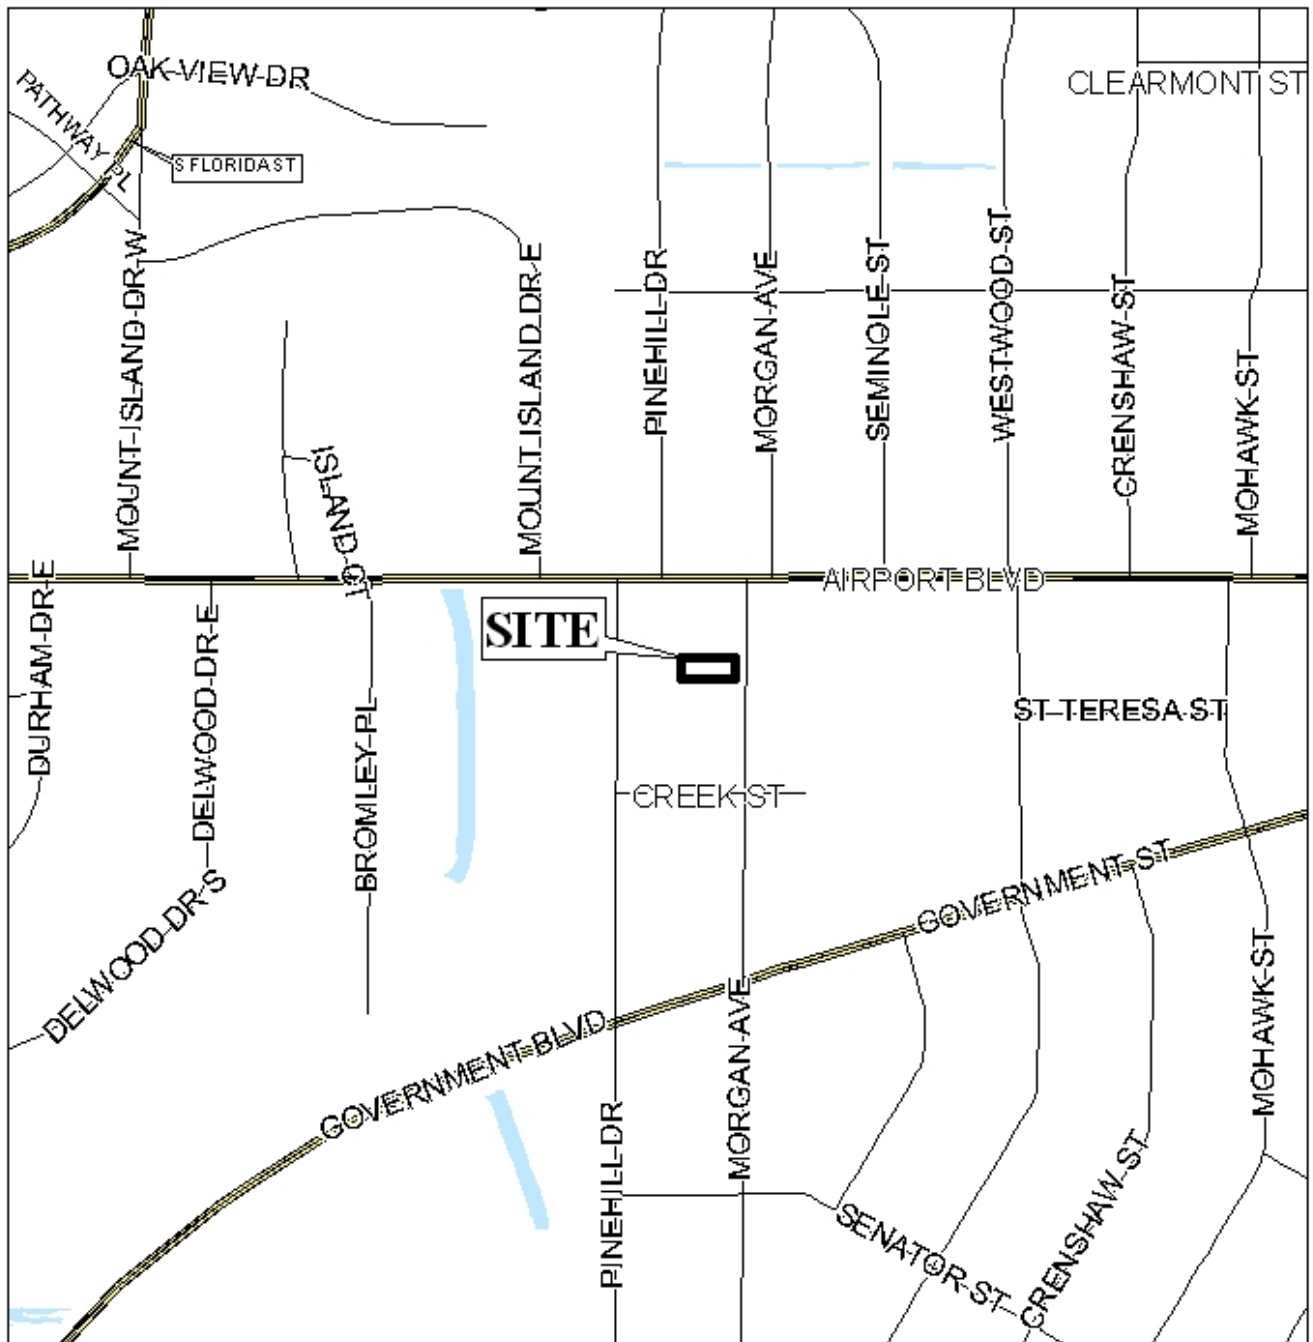 OAK VIEW DR
CLEARMONT ST
PATHWAY PL
S FLORIDA ST
MOUNT ISLAND DR W
MOUNT ISLAND DR E
PINEHILL DR
MORGAN AVE
SEMINOLE ST
WESTWOOD ST
CRENSHAW ST
MOHAWK ST
ISLAND CT
AIRPORT BLVD
DURHAM DR E
DELWOOD DR E
SITE
BROMLEY PL
ST TERESA ST
CREEK ST
GOVERNMENT ST
DELWOOD DR S
GOVERNMENT BLVD
MORGAN AVE
MOHAWK ST
PINEHILL DR
SENATOR ST
CRENSHAW ST